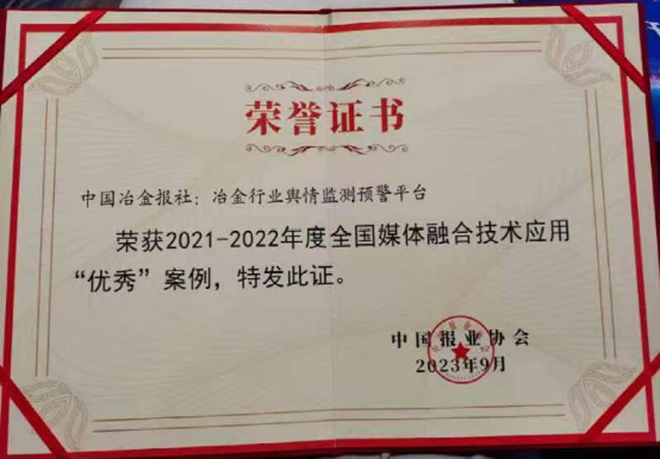 荣誉证书
中国冶金报社：冶金行业舆情监测预警平台
荣获2021-2022年度全国媒体融合技术应用
“优秀”案例，特发此证。
中国报业协会
2023年9月